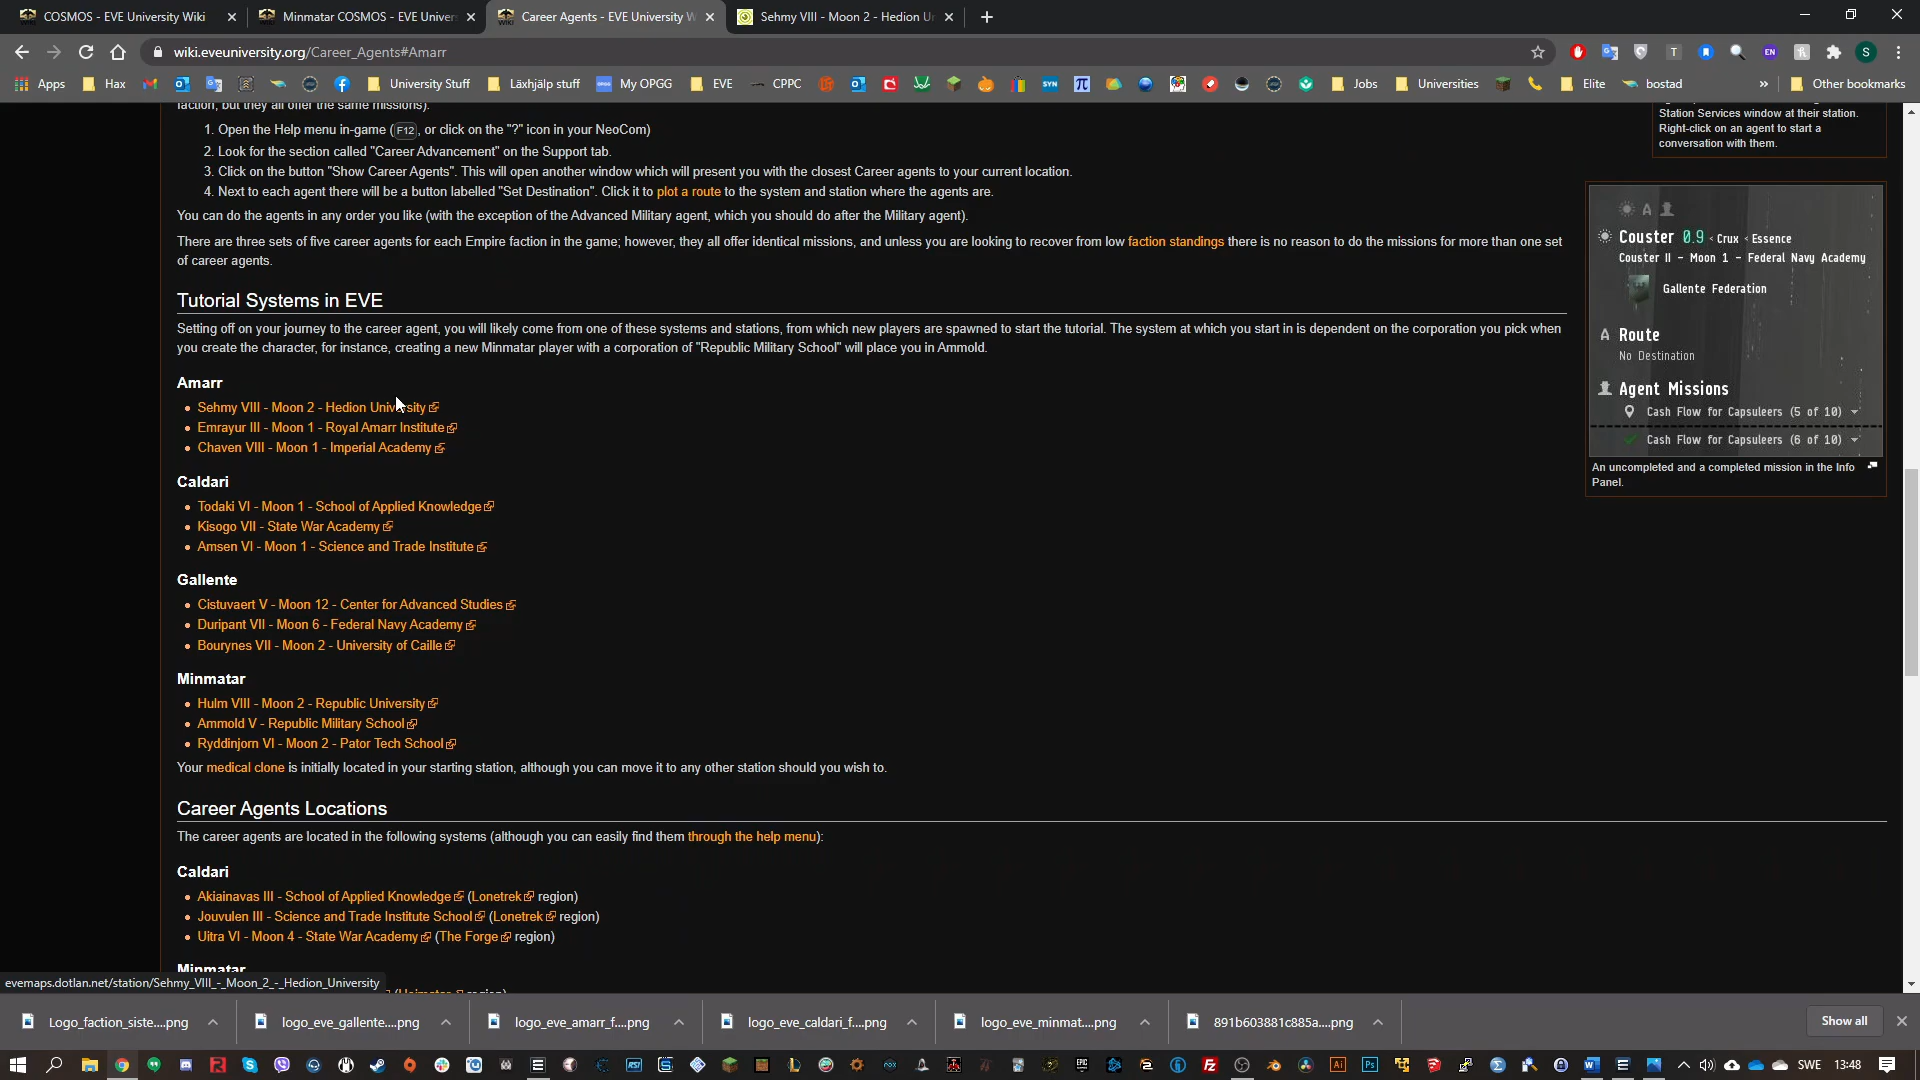 COSMOS - EVE University Wiki
Minmatar COSMOS - EVE Univers
Career Agents - EVE University W
Sehmy VIII - Moon 2 - Hedion Un
wiki.eveuniversity.org/Career_Agents#Amarr
Apps
Hax
University Stuff
Läxhjälp stuff
My OPGG
EVE
CPPC
SYN
Jobs
Universities
Elite
bostad
»
Other bookmarks
faction, but they all offer the same missions).
1. Open the Help menu in-game (F12, or click on the "?" icon in your NeoCom)
2. Look for the section called "Career Advancement" on the Support tab.
3. Click on the button "Show Career Agents". This will open another window which will present you with the closest Career agents to your current location.
4. Next to each agent there will be a button labelled "Set Destination". Click it to plot a route to the system and station where the agents are.
You can do the agents in any order you like (with the exception of the Advanced Military agent, which you should do after the Military agent).
There are three sets of five career agents for each Empire faction in the game; however, they all offer identical missions, and unless you are looking to recover from low faction standings there is no reason to do the missions for more than one set
of career agents.
Tutorial Systems in EVE
Setting off on your journey to the career agent, you will likely come from one of these systems and stations, from which new players are spawned to start the tutorial. The system at which you start in is dependent on the corporation you pick when
you create the character, for instance, creating a new Minmatar player with a corporation of "Republic Military School" will place you in Ammold.
Amarr
• Sehmy VIII - Moon 2 - Hedion University
• Emrayur III - Moon 1 - Royal Amarr Institute
• Chaven VIII - Moon 1 - Imperial Academy
Caldari
• Todaki VI - Moon 1 - School of Applied Knowledge
• Kisogo VII - State War Academy
• Amsen VI - Moon 1 - Science and Trade Institute
Gallente
• Cistuvaert V - Moon 12 - Center for Advanced Studies
• Duripant VII - Moon 6 - Federal Navy Academy
• Bourynes VII - Moon 2 - University of Caille
Minmatar
• Hulm VIII - Moon 2 - Republic University
• Ammold V - Republic Military School
• Ryddinjorn VI - Moon 2 - Pator Tech School
Your medical clone is initially located in your starting station, although you can move it to any other station should you wish to.
Career Agents Locations
The career agents are located in the following systems (although you can easily find them through the help menu):
Caldari
• Akiainavas III - School of Applied Knowledge (Lonetrek region)
• Jouvulen III - Science and Trade Institute School (Lonetrek region)
• Uitra VI - Moon 4 - State War Academy (The Forge region)
Minmatar
Station Services window at their station.
Right-click on an agent to start a
conversation with them.
Couster 0.9 < Crux < Essence
Couster II - Moon 1 - Federal Navy Academy
Gallente Federation
Route
No Destination
Agent Missions
Cash Flow for Capsuleers (5 of 10)
Cash Flow for Capsuleers (6 of 10)
An uncompleted and a completed mission in the Info
Panel.
evemaps.dotlan.net/station/Sehmy_VIII_-_Moon_2_-_Hedion_University
Logo_faction_siste....png
logo_eve_gallente....png
logo_eve_amarr_f....png
logo_eve_caldari_f....png
logo_eve_minmat....png
891b603881c885a....png
Show all
SWE
13:48